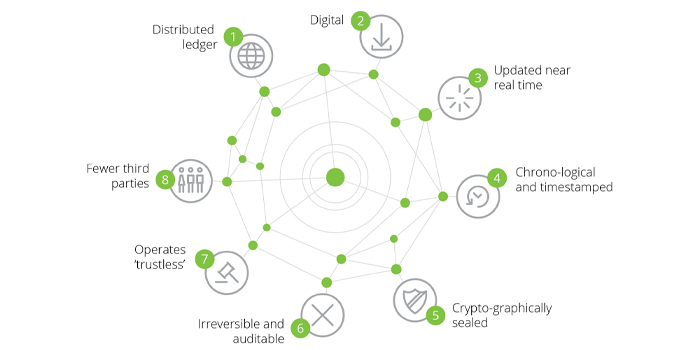 1
Distributed
ledger
2
Digital
3
Updated near
real time
4
Chrono-logical
and timestamped
5
Crypto-graphically
sealed
6
Irreversible and
auditable
7
Operates
‘trustless’
8
Fewer third
parties